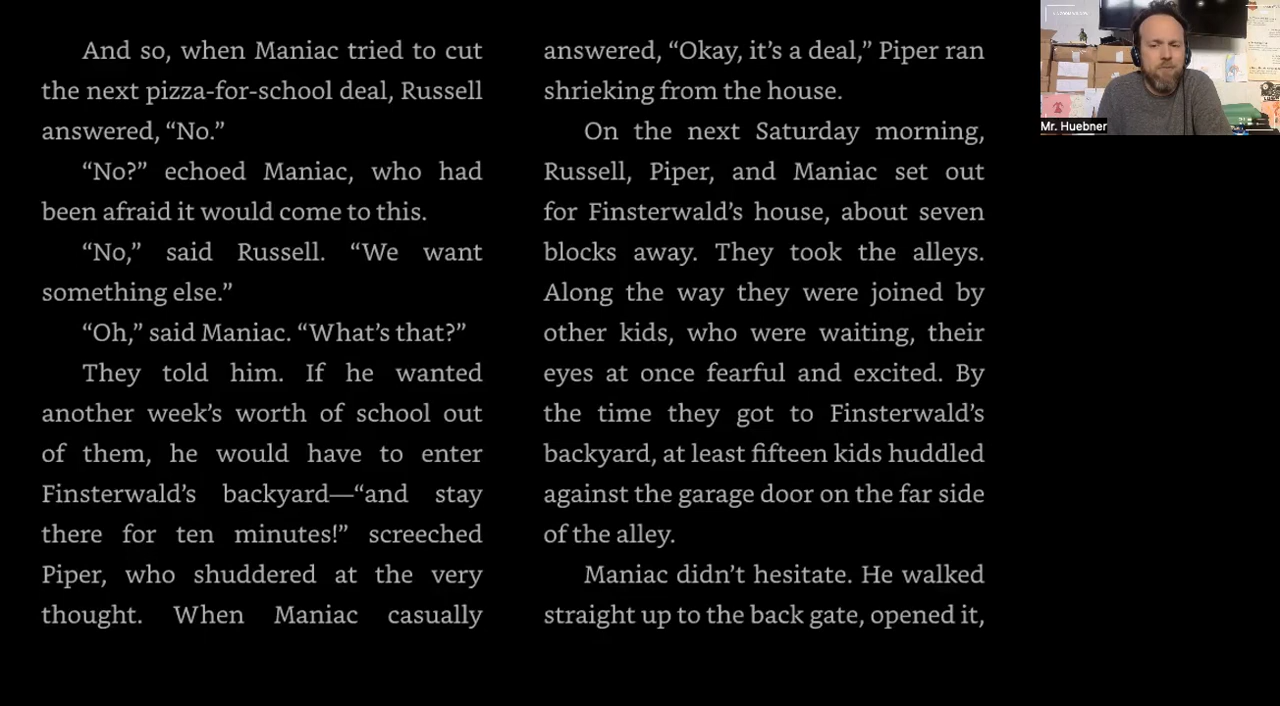 And so, when Maniac tried to cut
the next pizza-for-school deal, Russell
answered, “No.”
“No?” echoed Maniac, who had
been afraid it would come to this.
“No,” said Russell. “We want
something else.”
“Oh,” said Maniac. “What’s that?”
They told him. If he wanted
another week’s worth of school out
of them, he would have to enter
Finsterwald’s backyard—“and stay
there for ten minutes!” screeched
Piper, who shuddered at the very
thought. When Maniac casually
answered, “Okay, it’s a deal,” Piper ran
shrieking from the house.
On the next Saturday morning,
Russell, Piper, and Maniac set out
for Finsterwald’s house, about seven
blocks away. They took the alleys.
Along the way they were joined by
other kids, who were waiting, their
eyes at once fearful and excited. By
the time they got to Finsterwald’s
backyard, at least fifteen kids huddled
against the garage door on the far side
of the alley.
Maniac didn’t hesitate. He walked
straight up to the back gate, opened it,
Mr. Huebner